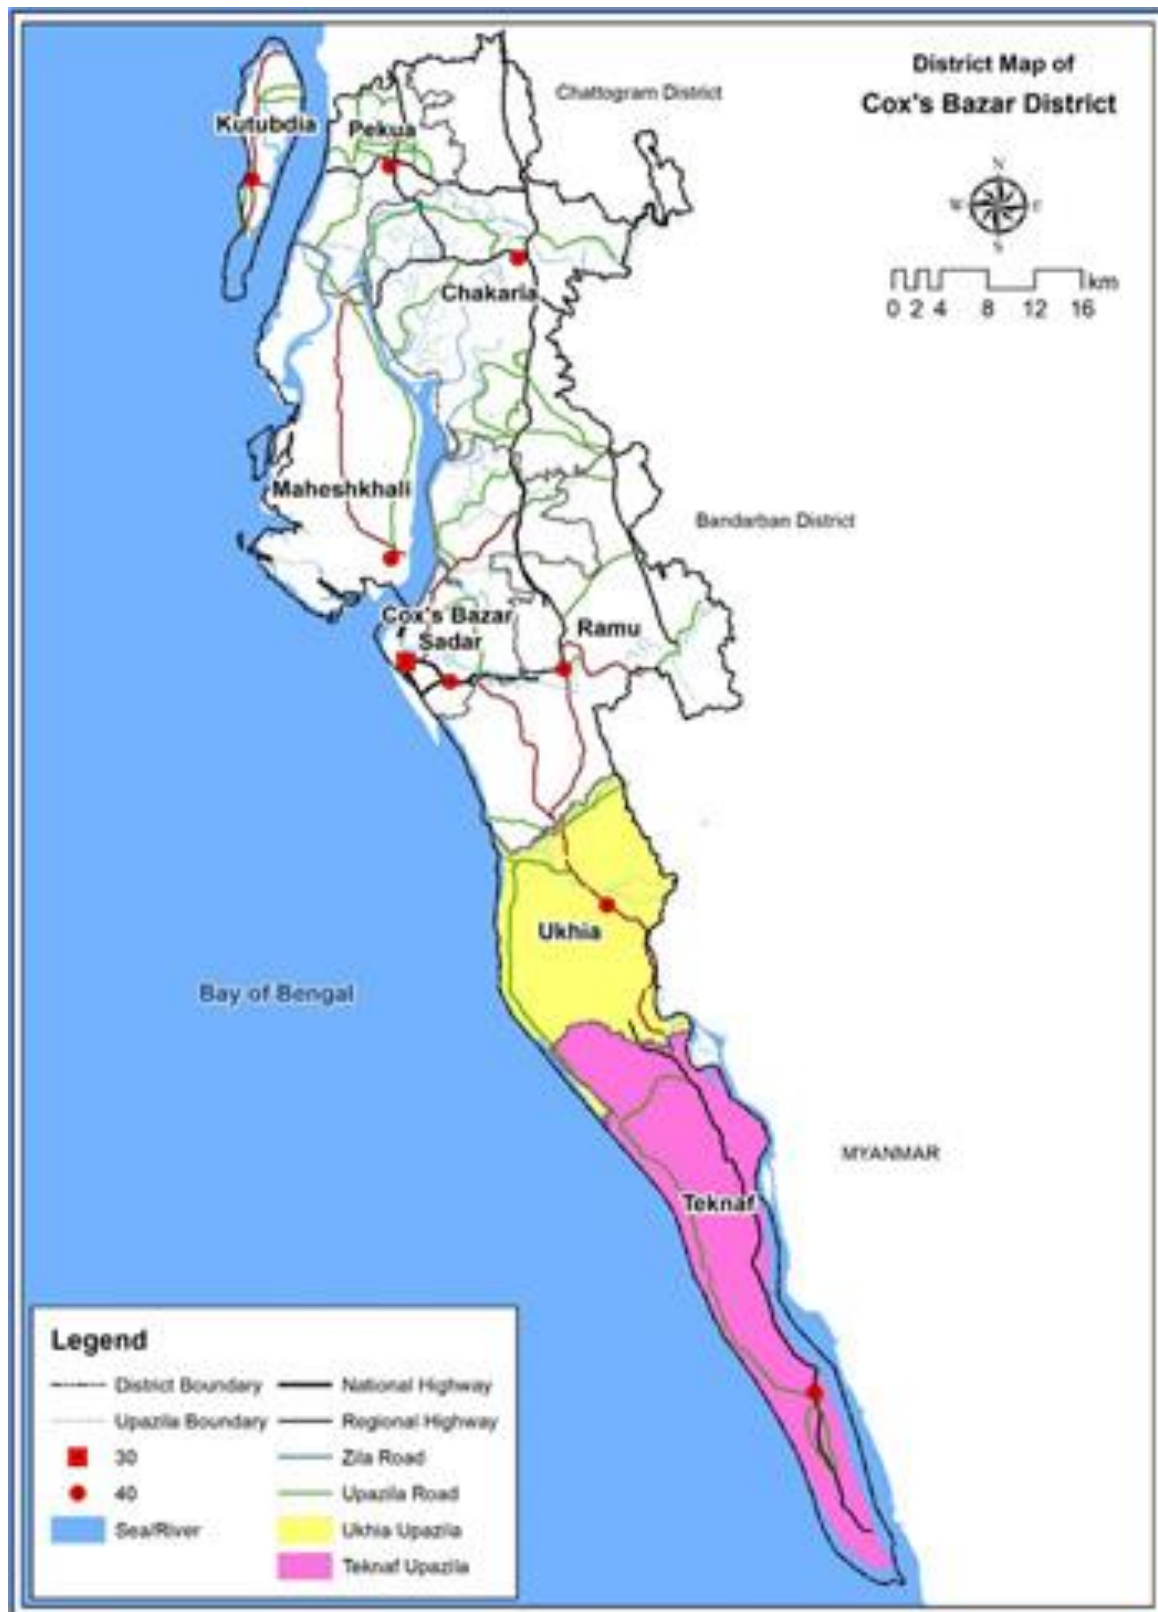 District Map of
Cox's Bazar District
Chattogram District
Kutubdia
Pekua
N
W E
S
km
0 2 4 8 12 16
Chakaria
Maheshkhali
Bandarban District
Cox's Bazar
Sadar
Ramu
Ukhia
Bay of Bengal
MYANMAR
Teknaf
Legend
District Boundary
Upazila Boundary
30
40
Sea/River
National Highway
Regional Highway
Zila Road
Upazila Road
Ukhia Upazila
Teknaf Upazila